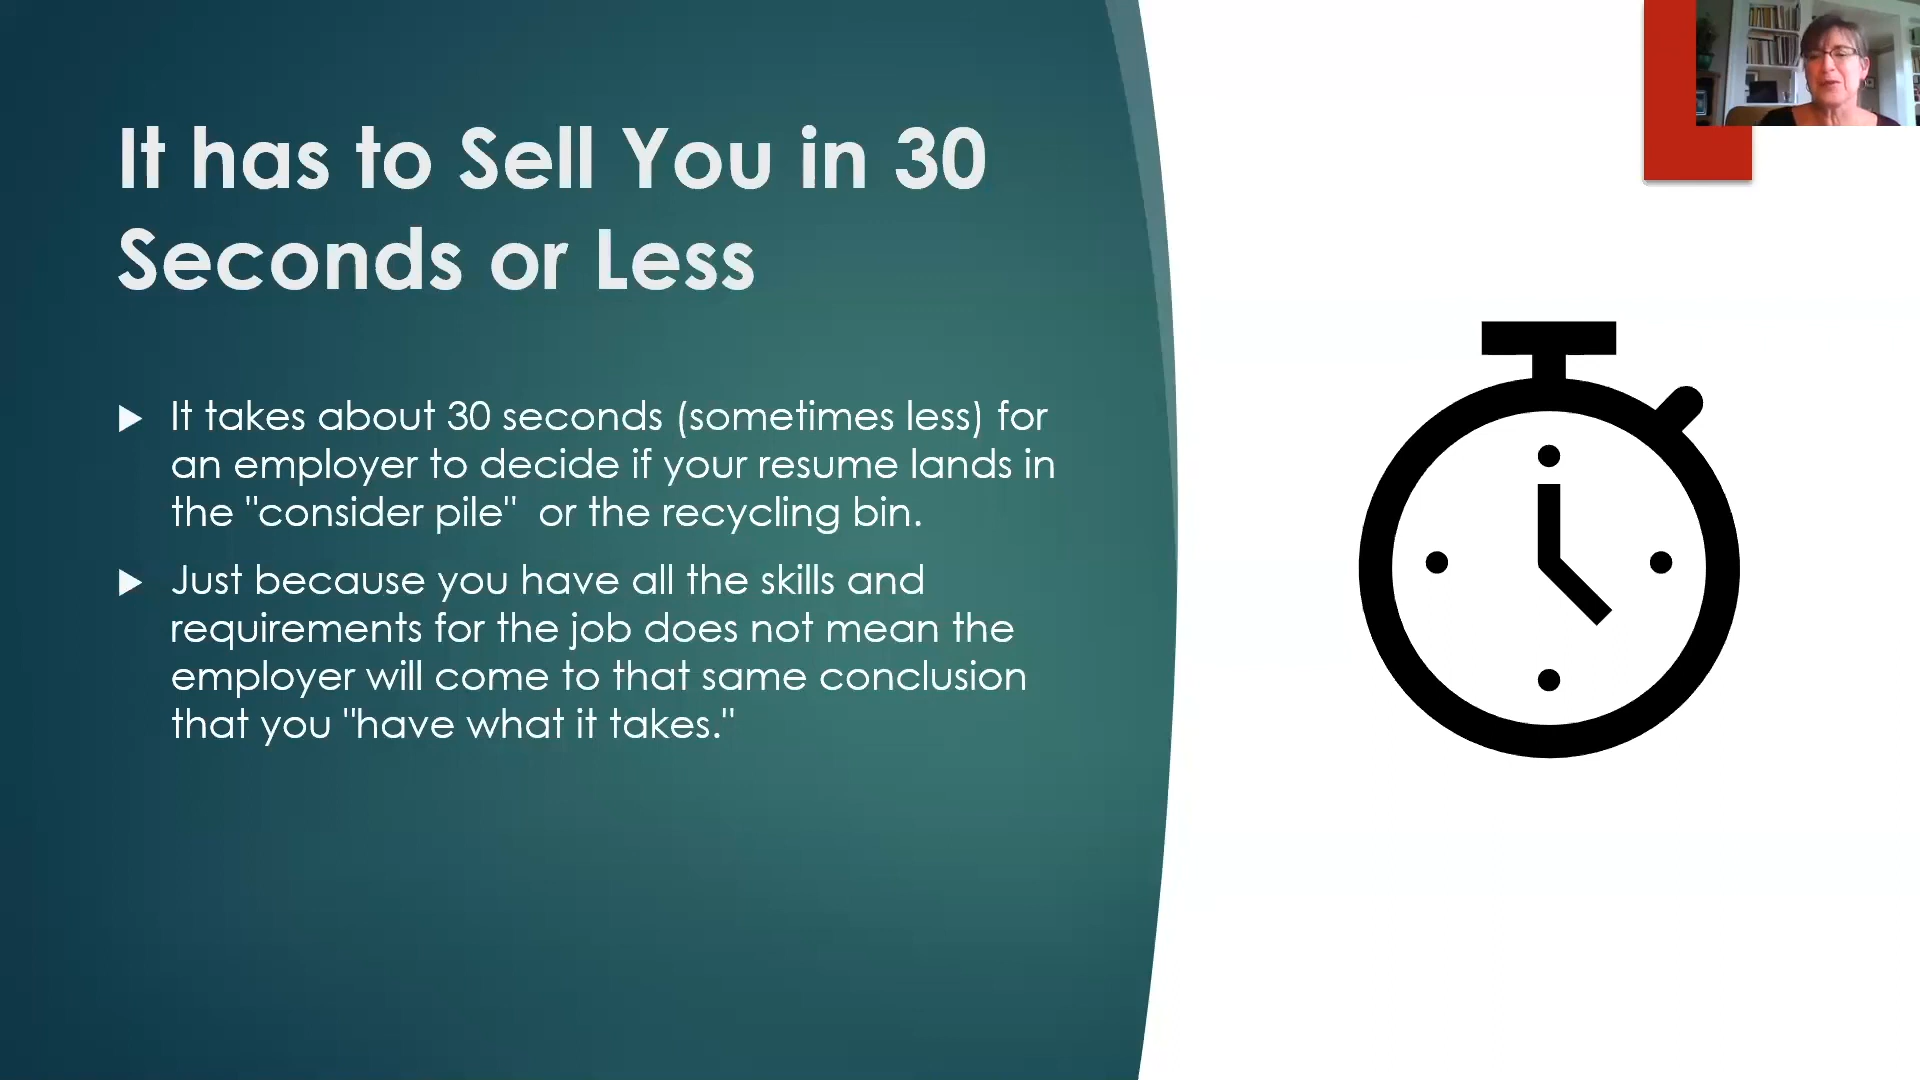 It has to Sell You in 30
Seconds or Less
It takes about 30 seconds (sometimes less) for
an employer to decide if your resume lands in
the "consider pile"  or the recycling bin.
Just because you have all the skills and
requirements for the job does not mean the
employer will come to that same conclusion
that you "have what it takes."